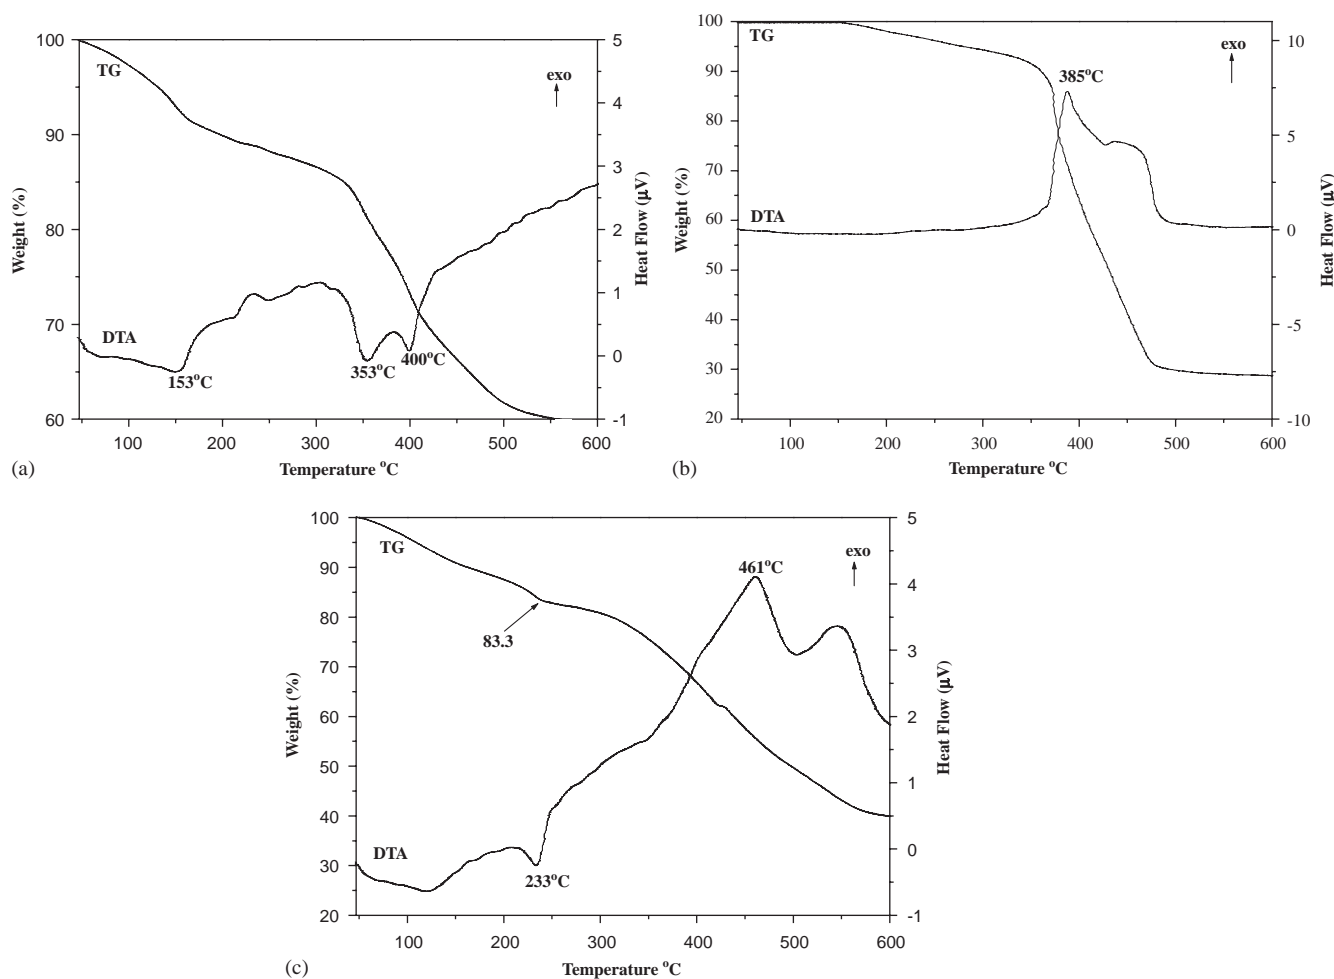 100
90
80
70
60
Weight (%)
TG
DTA
153°C
353°C
400°C
exo
5
4
3
2
1
0
-1
Heat Flow (μV)
100 200 300 400 500 600
Temperature °C
(a)
100
90
80
70
60
50
40
30
20
Weight (%)
TG
DTA
385°C
exo
10
5
0
-5
-10
Heat Flow (μV)
100 200 300 400 500 600
Temperature °C
(b)
100
90
80
70
60
50
40
30
20
Weight (%)
TG
83.3
DTA
233°C
461°C
exo
5
4
3
2
1
0
-1
Heat Flow (μV)
100 200 300 400 500 600
Temperature °C
(c)